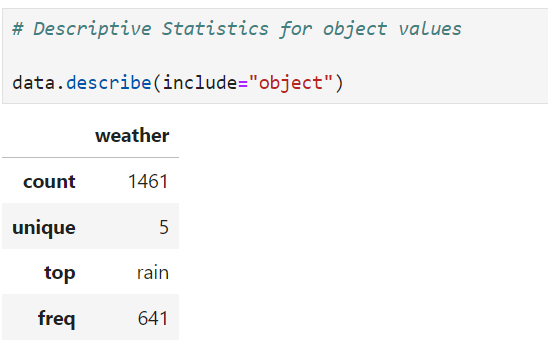 # Descriptive Statistics for object values
data.describe(include="object")
weather
count 1461
unique 5
top rain
freq 641